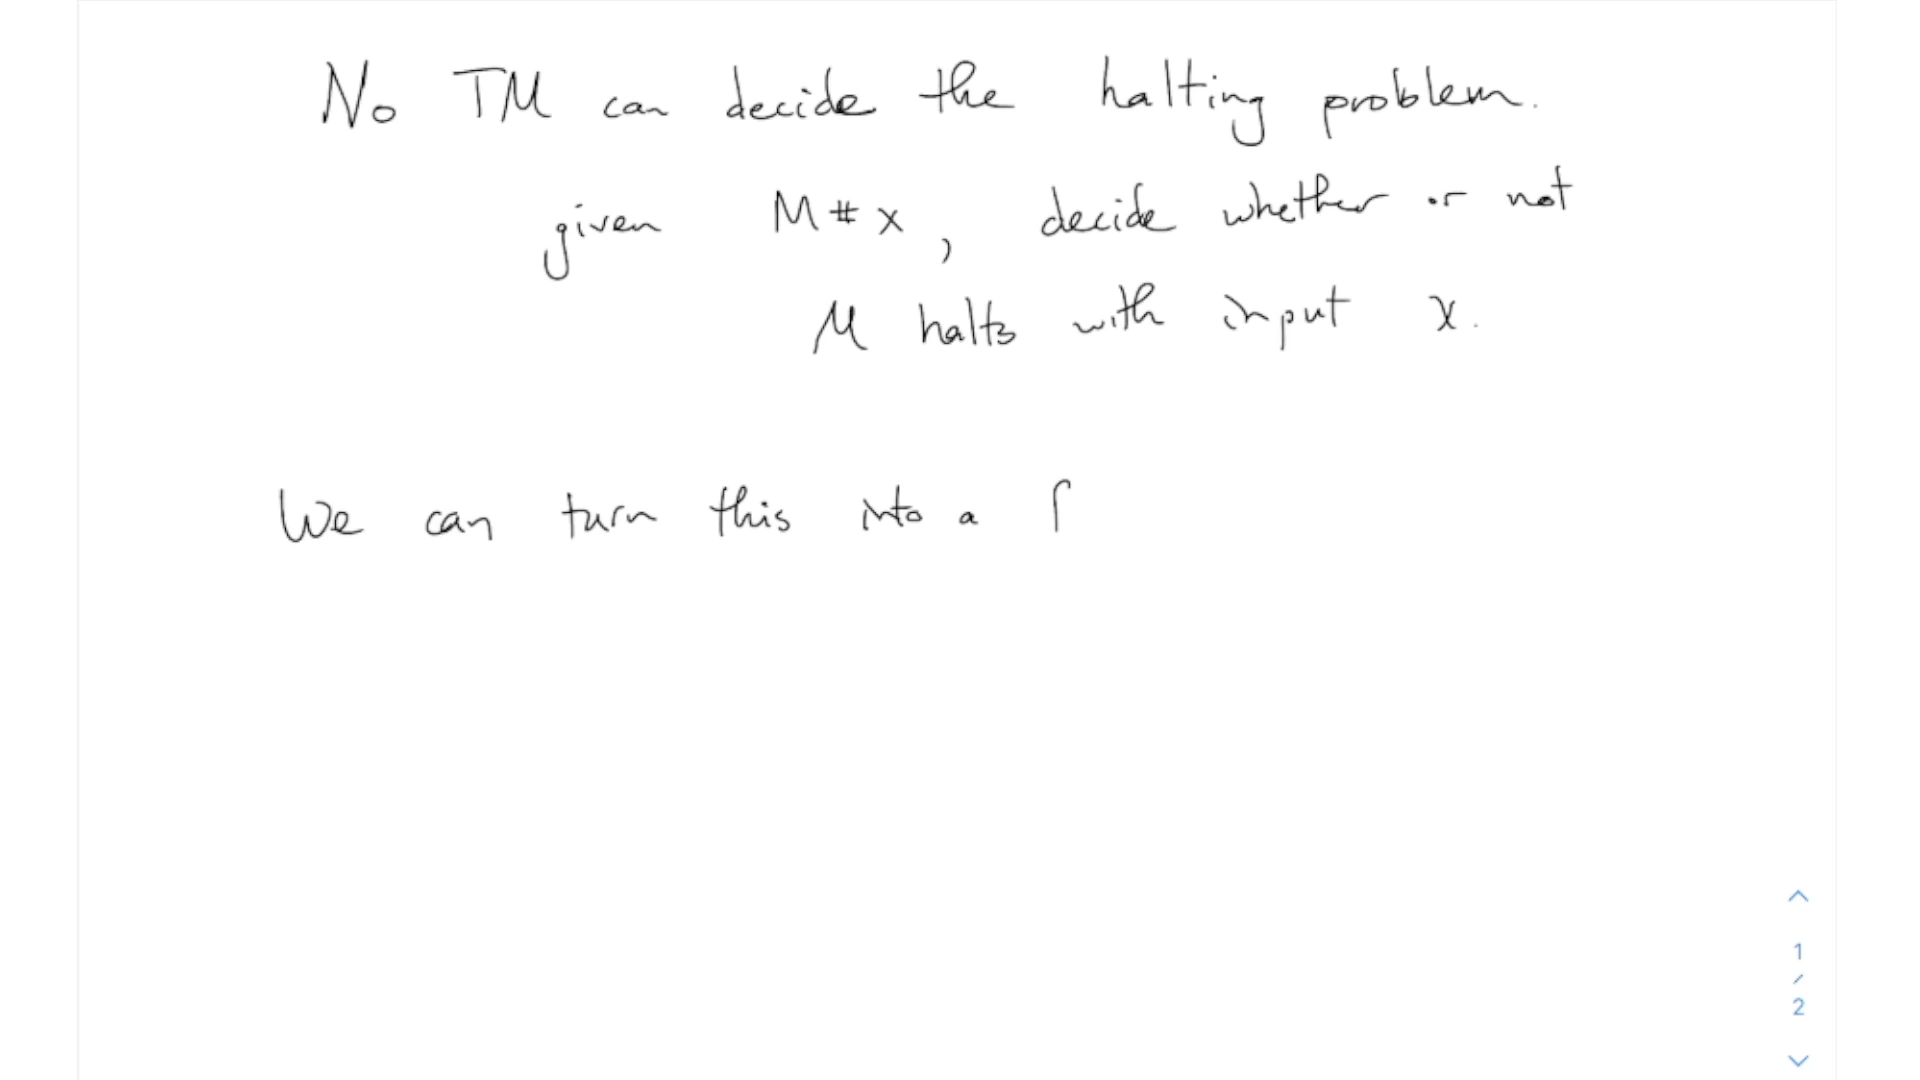 No TM can decide the halting problem.
given M#x, decide whether or not
M halts with input x.
We can turn this into a
1
/
2